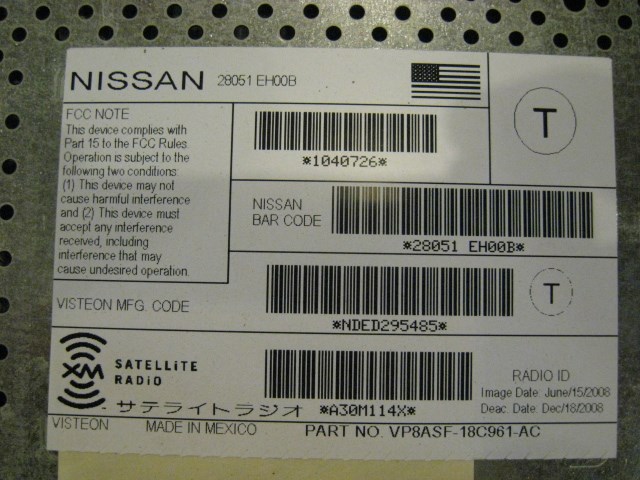 NISSAN 28051 EH00B
T
FCC NOTE
This device complies with
Part 15 to the FCC Rules.
Operation is subject to the
following two conditions:
(1) This device may not
cause harmful interference
and (2) This device must
accept any interference
received, including
interference that may
cause undesired operation
*1040726*
NISSAN
BAR CODE
*28051 EH00B*
VISTEON MFG. CODE
*NDED295485*
T
XM SATELLITE
RADIO
サテライトラジオ
*A30M114X*
RADIO ID
Image Date: June/15/2008
Deac. Date: Dec/18/2008
VISTEON MADE IN MEXICO PART NO. VP8ASF-18C961-AC